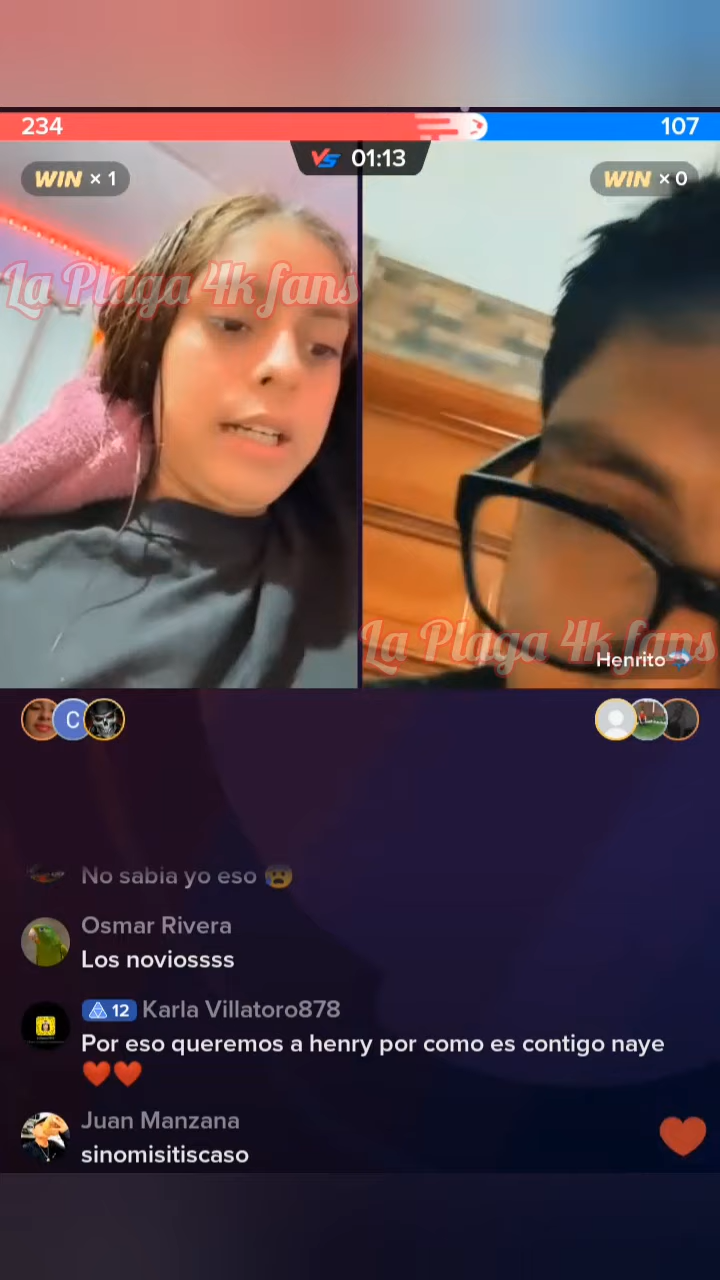 234
107
VS 01:13
WIN × 1
WIN × 0
La Plaga 4k fans
La Plaga 4k fans
Henrito
C
No sabia yo eso 😰
Osmar Rivera
Los noviossss
12 Karla Villatoro878
Por eso queremos a henry por como es contigo naye
❤️❤️
Juan Manzana
sinomisitiscaso